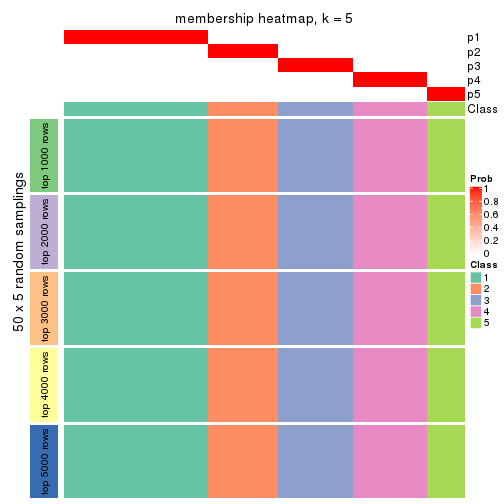 membership heatmap, k = 5
p1
p2
p3
p4
p5
Class
50 x 5 random samplings
top 1000 rows
top 2000 rows
top 3000 rows
top 4000 rows
top 5000 rows
Prob
1
0.8
0.6
0.4
0.2
0
Class
1
2
3
4
5